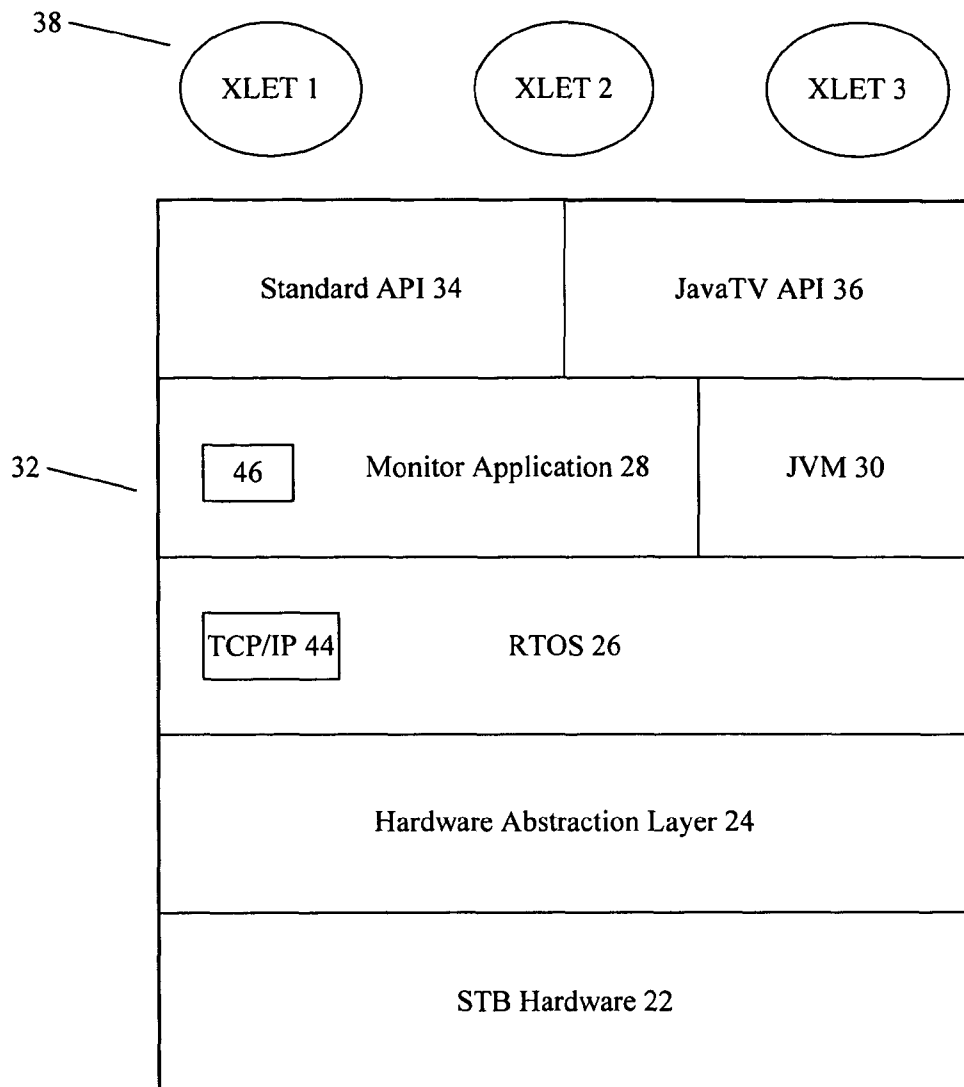 38
XLET 1
XLET 2
XLET 3
Standard API 34
JavaTV API 36
32
46
Monitor Application 28
JVM 30
TCP/IP 44
RTOS 26
Hardware Abstraction Layer 24
STB Hardware 22